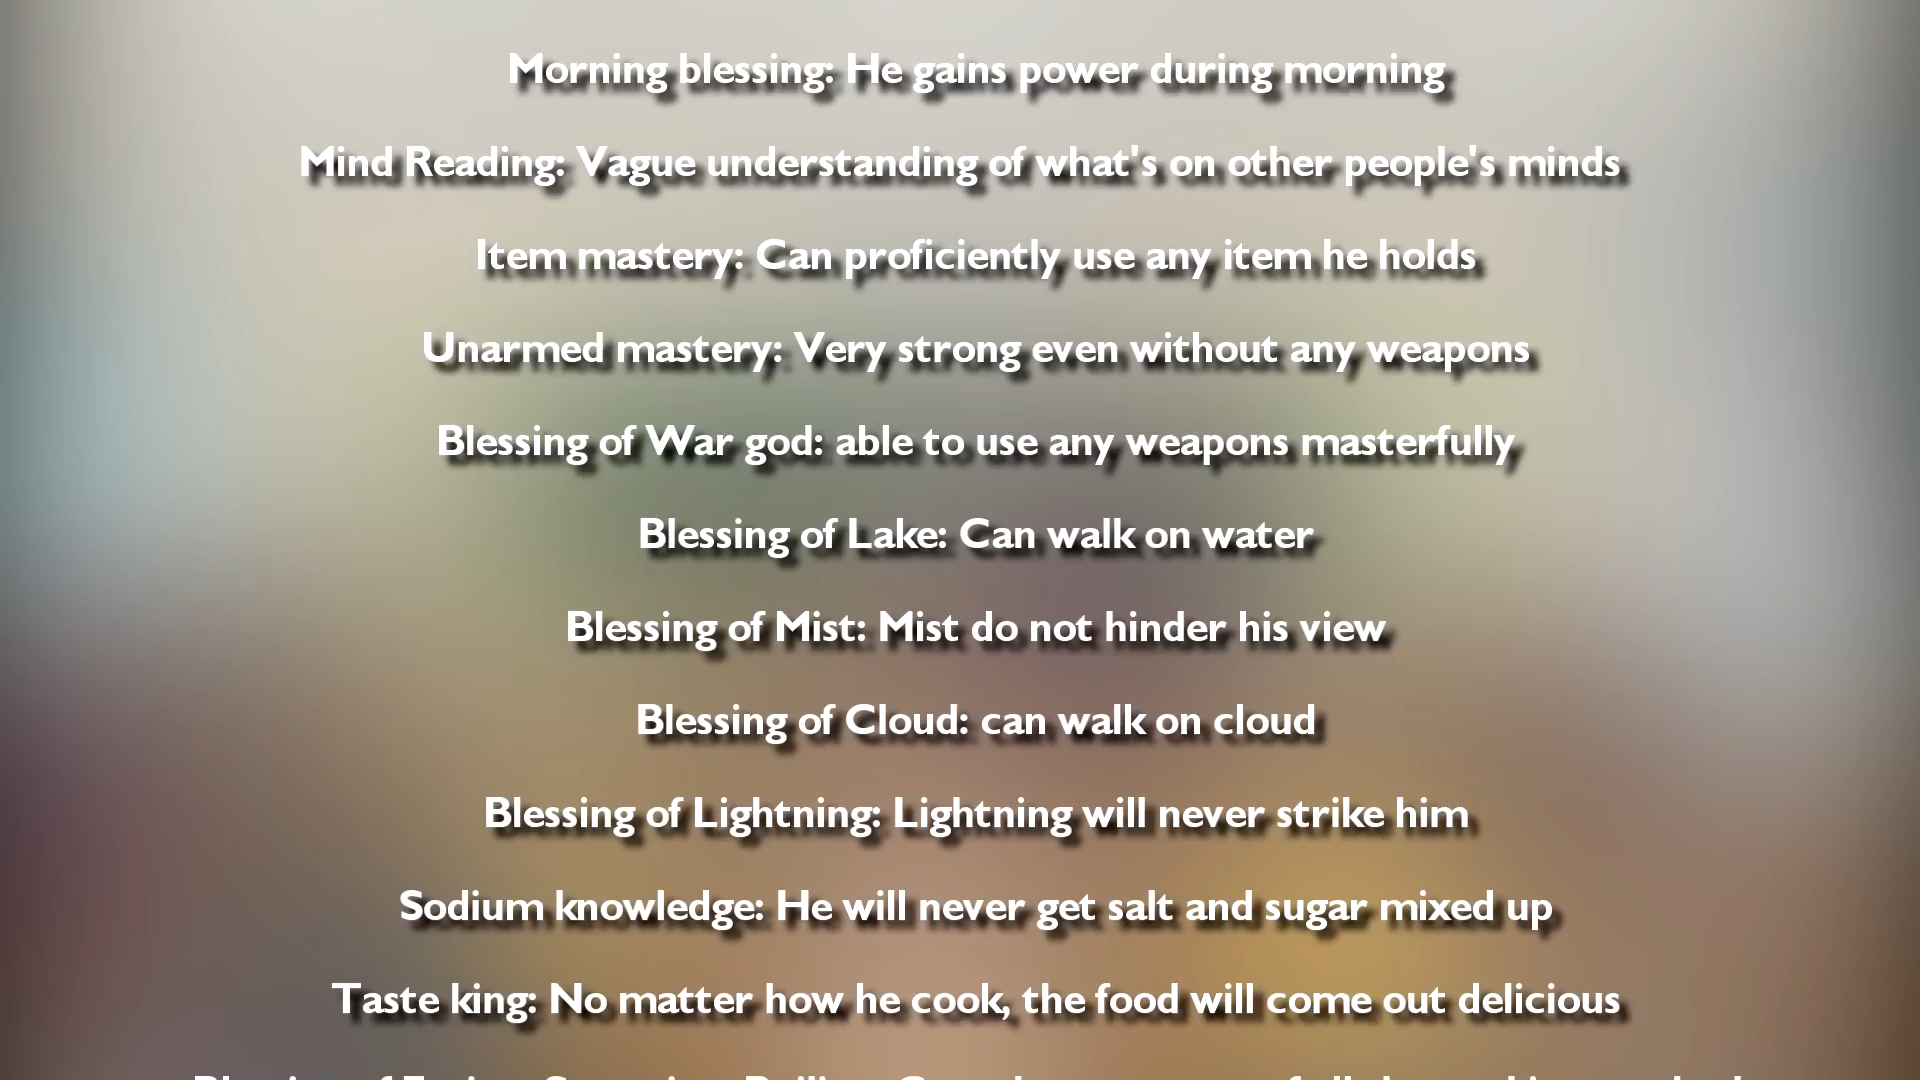 Morning blessing: He gains power during morning
Mind Reading: Vague understanding of what's on other people's minds
Item mastery: Can proficiently use any item he holds
Unarmed mastery: Very strong even without any weapons
Blessing of War god: able to use any weapons masterfully
Blessing of Lake: Can walk on water
Blessing of Mist: Mist do not hinder his view
Blessing of Cloud: can walk on cloud
Blessing of Lightning: Lightning will never strike him
Sodium knowledge: He will never get salt and sugar mixed up
Taste king: No matter how he cook, the food will come out delicious